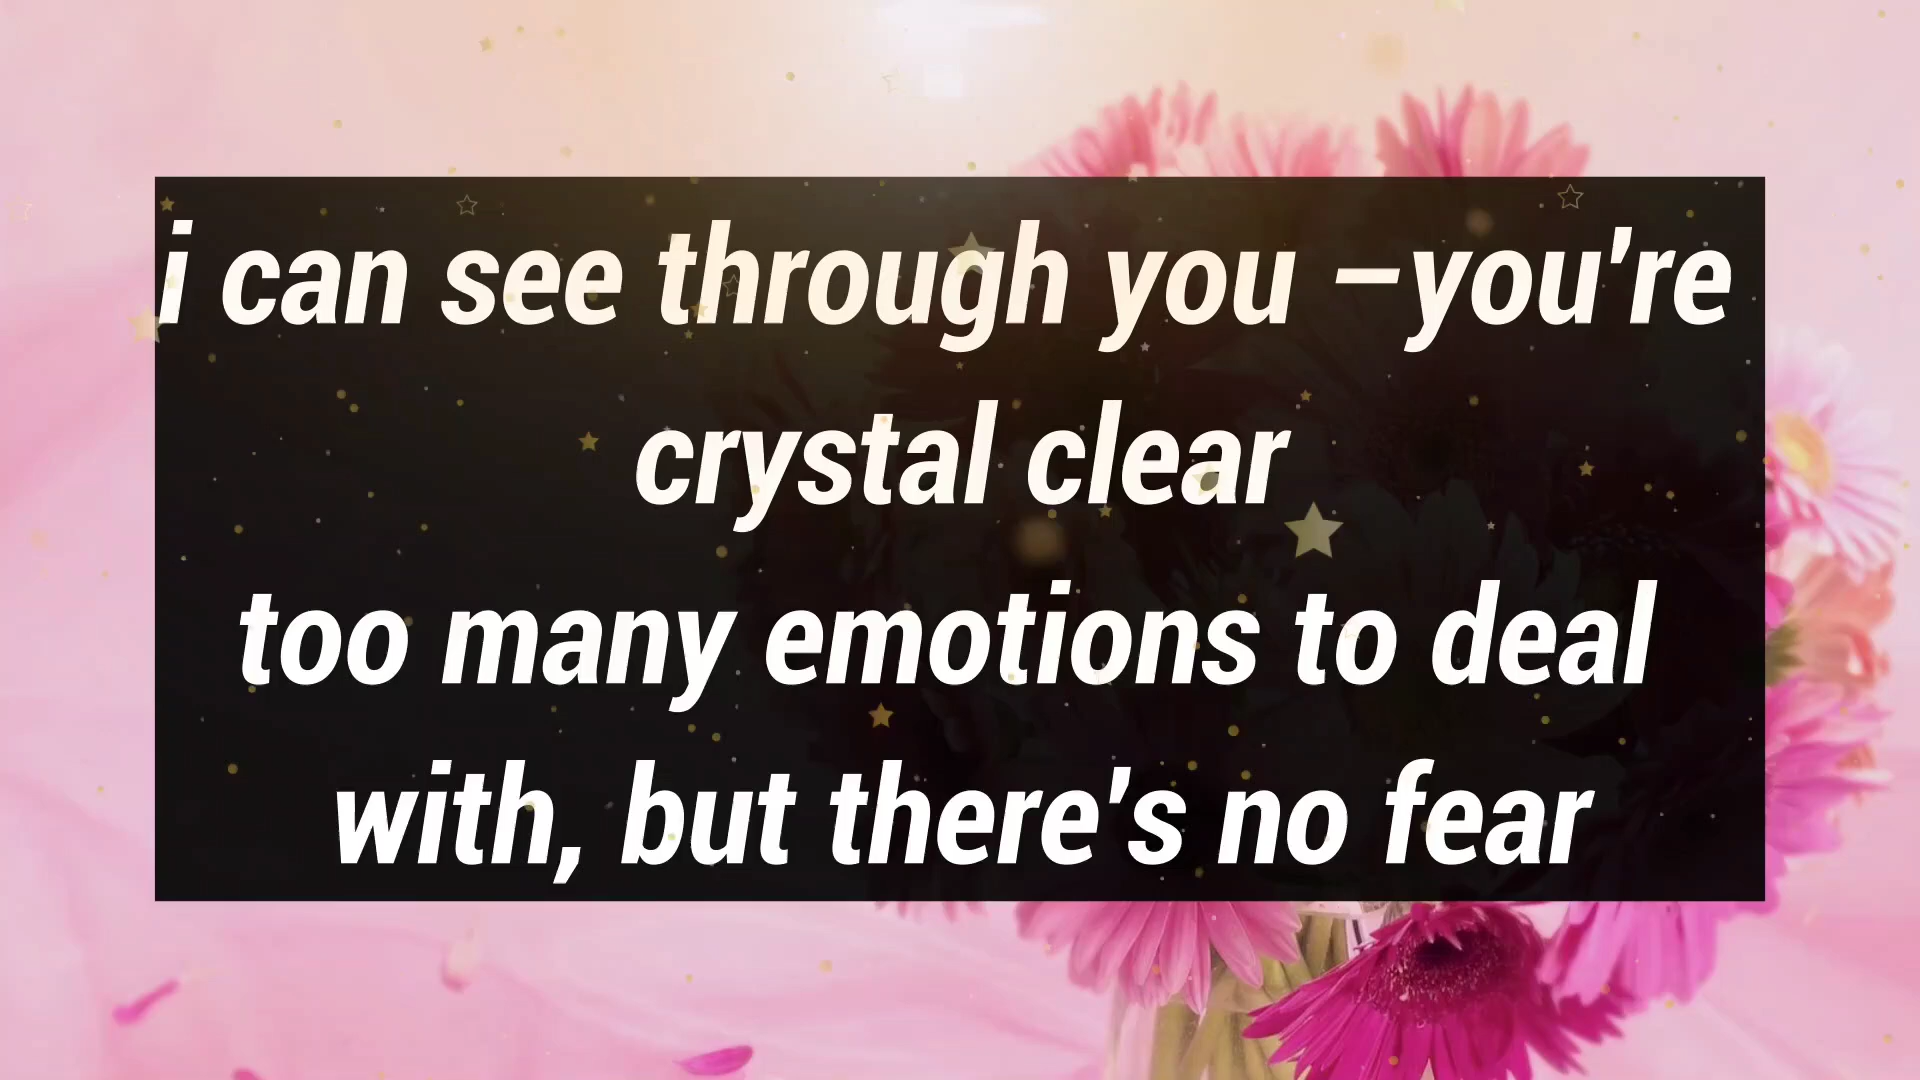 i can see through you –you're
crystal clear
too many emotions to deal
with, but there's no fear